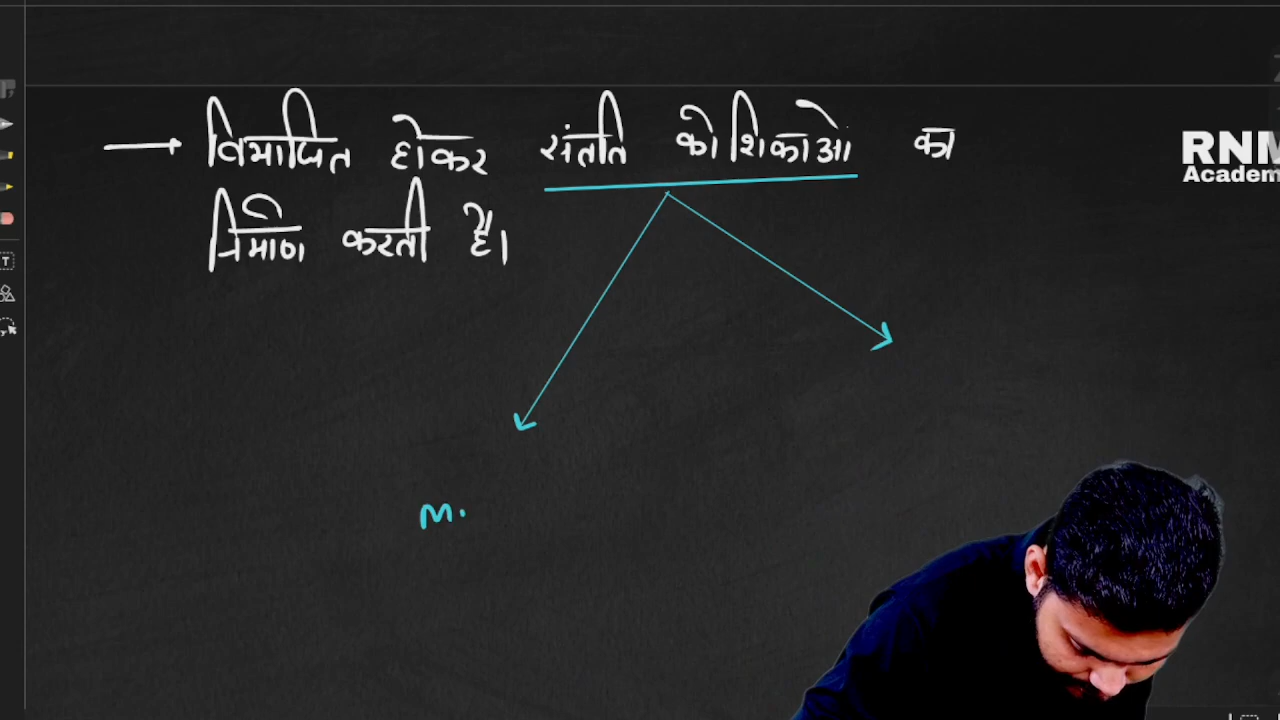 → विभाजित होकर संतति कोशिकाओं का
निर्माण करती है।
m.
RNM
Academ
T